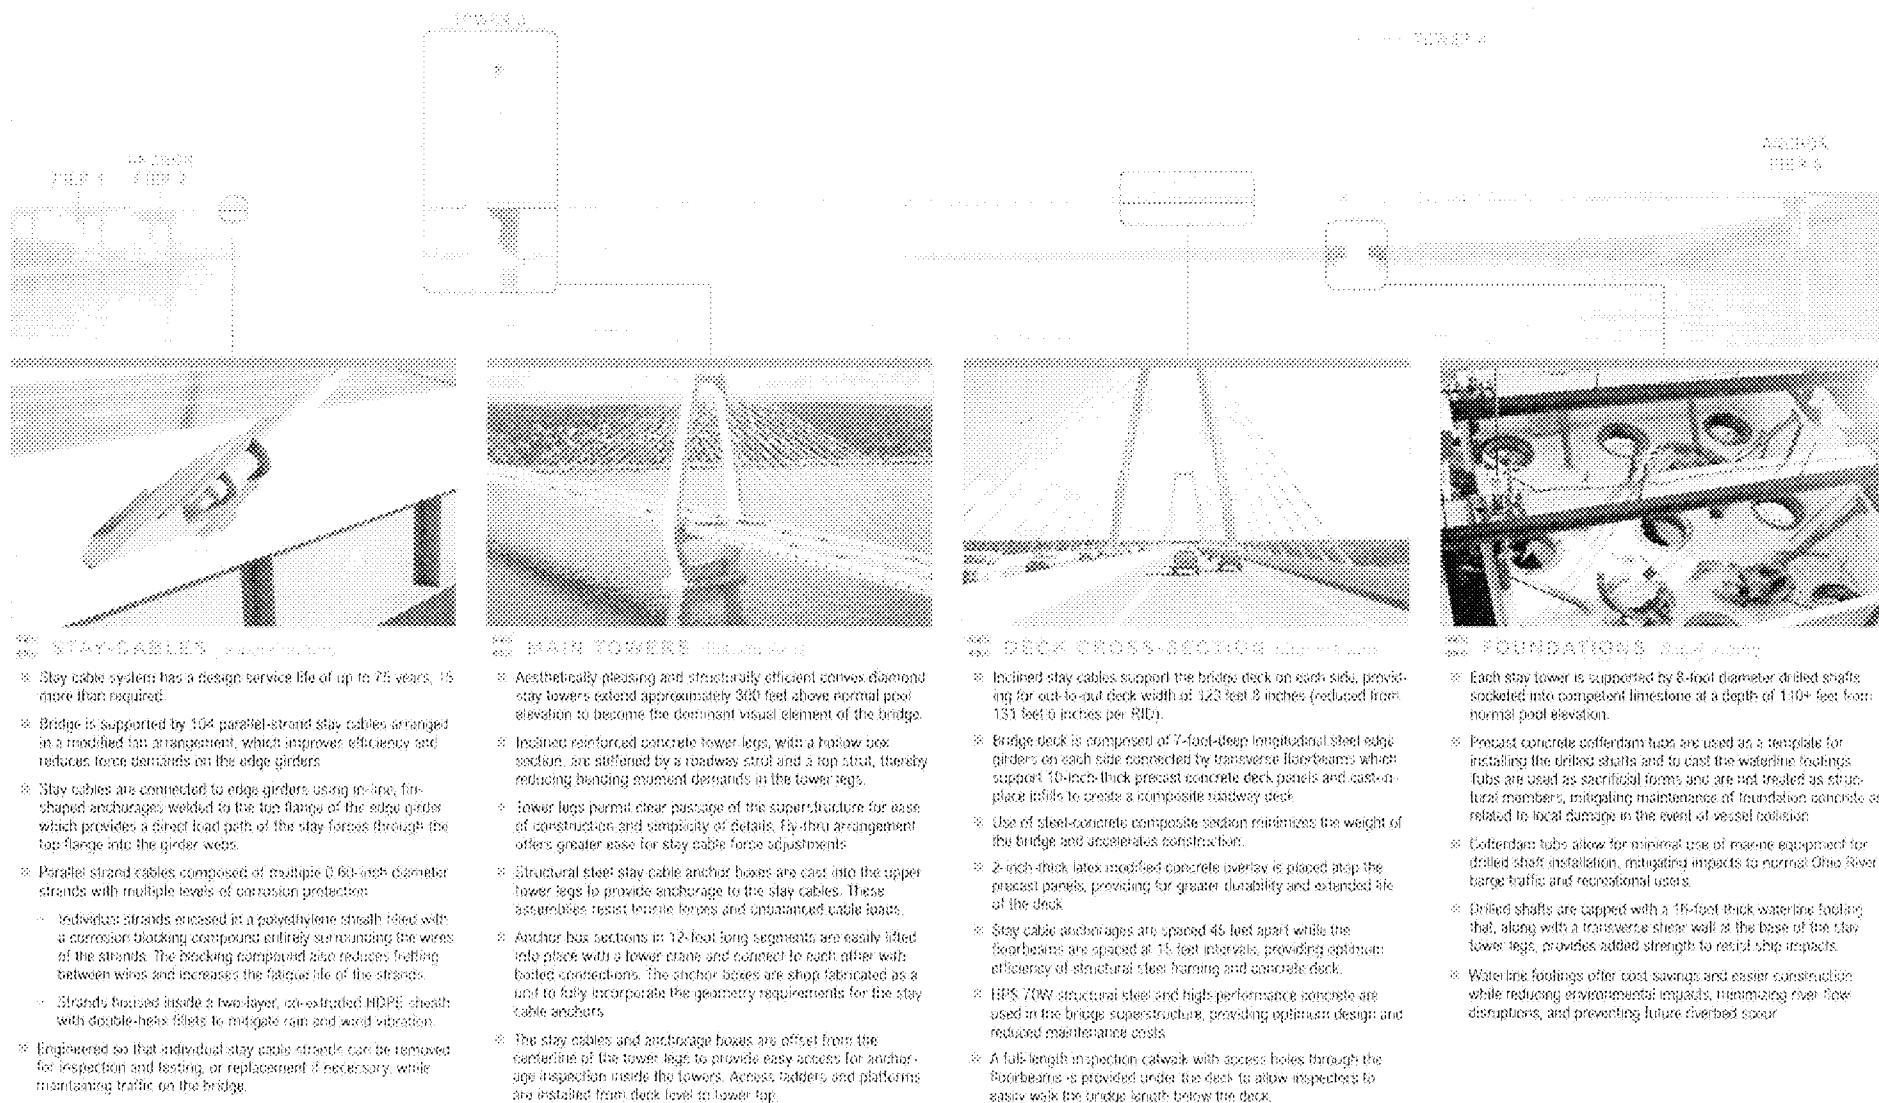 TOWER 3
TOWER 4
ANCHOR
PIER 2
PIER 1
ANCHOR
PIER 5
STAY-CABLES
Stay cable system has a design service life of up to 75 years, 15
more than required.
Bridge is supported by 104 parallel-strand stay cables arranged
in a modified fan arrangement, which improves efficiency and
reduces force demands on the edge girders
Stay cables are connected to edge girders using in-line, fin-
shaped anchorages welded to the top flange of the edge girder
which provides a direct load path of the stay forces through the
top flange into the girder webs.
Parallel strand cables composed of multiple 0.60-inch diameter
strands with multiple levels of corrosion protection
Individual strands encased in a polyethylene sheath filled with
a corrosion blocking compound entirely surrounding the wires
of the strands. The blocking compound also reduces fretting
between wires and increases the fatigue life of the strands.
Strands housed inside a two-layer, co-extruded HDPE sheath
with double-helix fillets to mitigate rain and wind vibration.
Engineered so that individual stay cable strands can be removed
for inspection and testing, or replacement if necessary, while
maintaining traffic on the bridge.
MAIN TOWERS
Aesthetically pleasing and structurally efficient convex diamond
stay towers extend approximately 300 feet above normal pool
elevation to become the dominant visual element of the bridge.
Inclined reinforced concrete tower legs, with a hollow box
section, are stiffened by a roadway strut and a top strut, thereby
reducing bending moment demands in the tower legs.
Tower legs permit clear passage of the superstructure for ease
of construction and simplicity of details. Fly-thru arrangement
offers greater ease for stay cable force adjustments
Structural steel stay cable anchor boxes are cast into the upper
tower legs to provide anchorage to the stay cables. These
assemblies resist tensile forces and unbalanced cable loads.
Anchor box sections in 12-foot long segments are easily lifted
into place with a tower crane and connect to each other with
bolted connections. The anchor boxes are shop fabricated as a
unit to fully incorporate the geometry requirements for the stay
cable anchors
The stay cables and anchorage boxes are offset from the
centerline of the tower legs to provide easy access for anchor-
age inspection inside the towers. Access ladders and platforms
are installed from deck level to tower top.
DECK CROSS-SECTION
Inclined stay cables support the bridge deck on each side, provid-
ing for out-to-out deck width of 123 feet 8 inches (reduced from
131 feet 6 inches per RID).
Bridge deck is composed of 7-foot-deep longitudinal steel edge
girders on each side connected by transverse floorbeams which
support 10-inch-thick precast concrete deck panels and cast-in-
place infills to create a composite roadway deck
Use of steel-concrete composite section minimizes the weight of
the bridge and accelerates construction.
2-inch-thick latex modified concrete overlay is placed atop the
precast panels, providing for greater durability and extended life
of the deck
Stay cable anchorages are spaced 45 feet apart while the
floorbeams are spaced at 15 feet intervals, providing optimum
efficiency of structural steel framing and concrete deck.
HPS 70W structural steel and high-performance concrete are
used in the bridge superstructure, providing optimum design and
reduced maintenance costs
A full-length inspection catwalk with access holes through the
floorbeams is provided under the deck to allow inspectors to
easily walk the bridge length below the deck.
FOUNDATIONS
Each stay tower is supported by 8-foot diameter drilled shafts
socketed into competent limestone at a depth of 110+ feet from
normal pool elevation.
Precast concrete cofferdam tubs are used as a template for
installing the drilled shafts and to cast the waterline footings
Tubs are used as sacrificial forms and are not treated as struc-
tural members, mitigating maintenance of foundation concrete as
related to local damage in the event of vessel collision
Cofferdam tubs allow for minimal use of marine equipment for
drilled shaft installation, mitigating impacts to normal Ohio River
barge traffic and recreational users.
Drilled shafts are capped with a 16-foot thick waterline footing
that, along with a transverse shear wall at the base of the stay
tower legs, provides added strength to resist ship impacts.
Waterline footings offer cost savings and easier construction
while reducing environmental impacts, minimizing river flow
disruptions, and preventing future riverbed scour